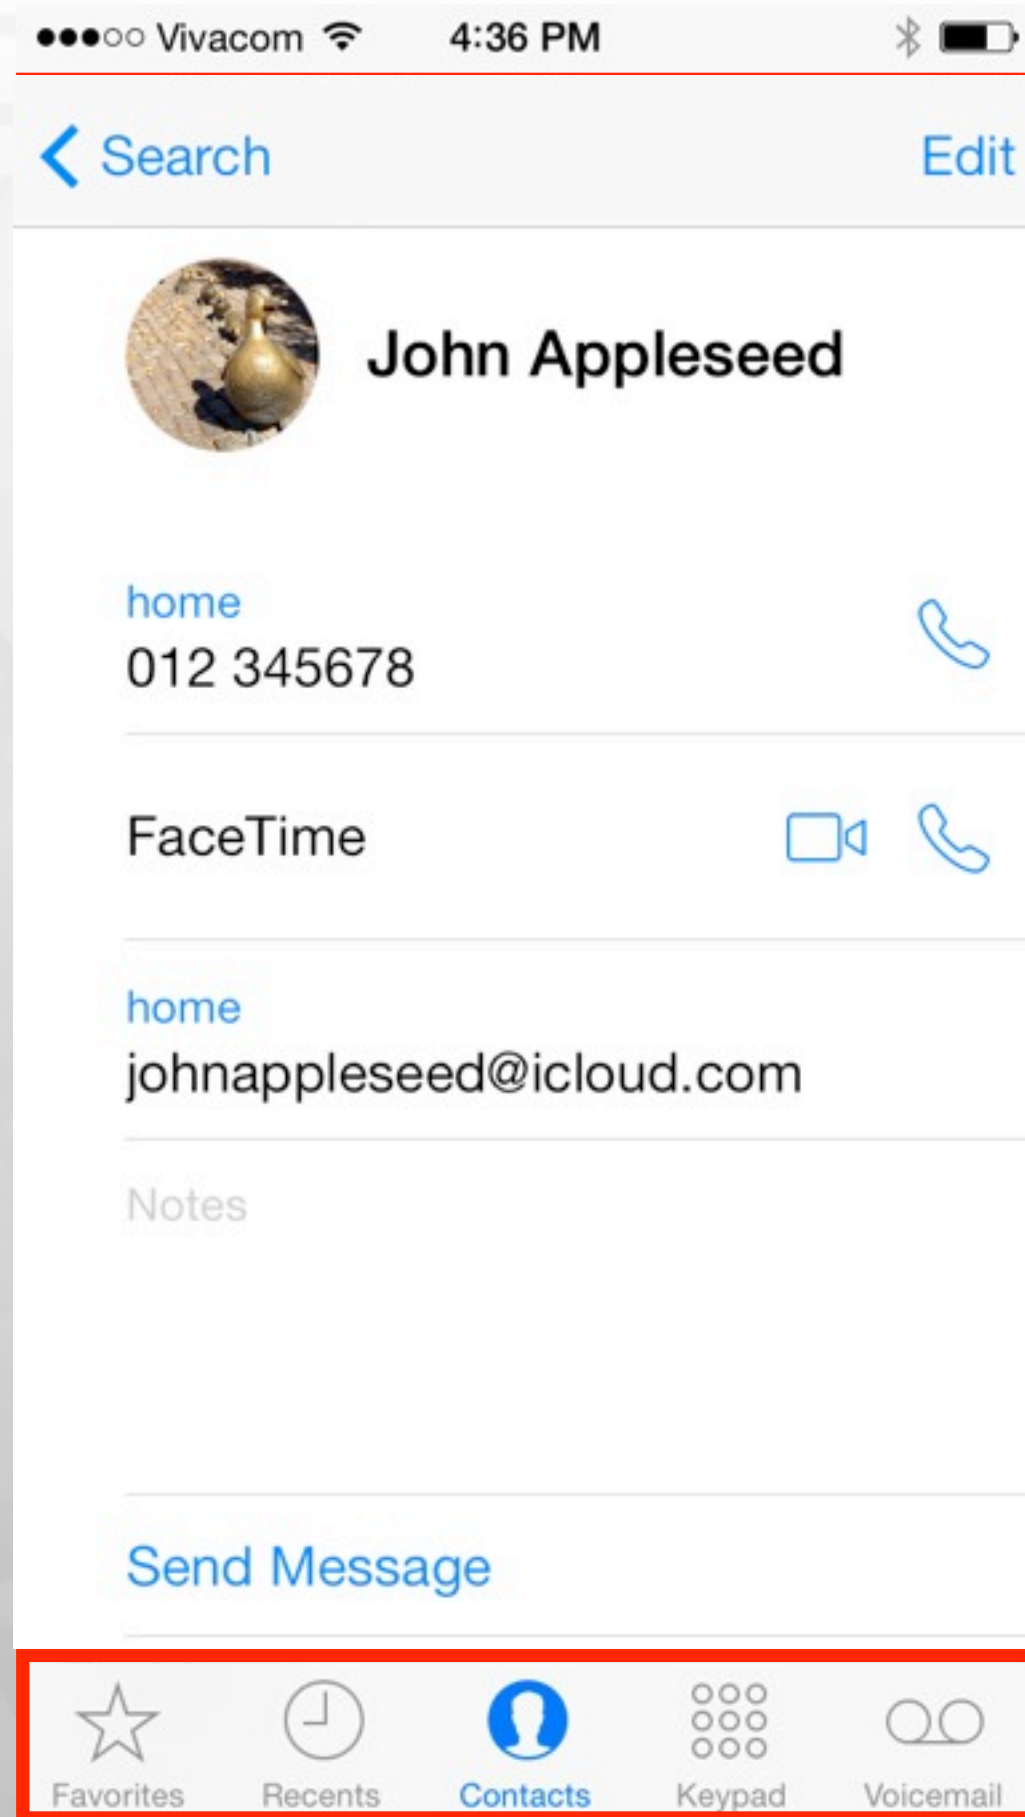 Vivacom 4:36 PM
Search Edit
John Appleseed
home
012 345678
FaceTime
home
johnappleseed@icloud.com
Notes
Send Message
Favorites Recents Contacts Keypad Voicemail